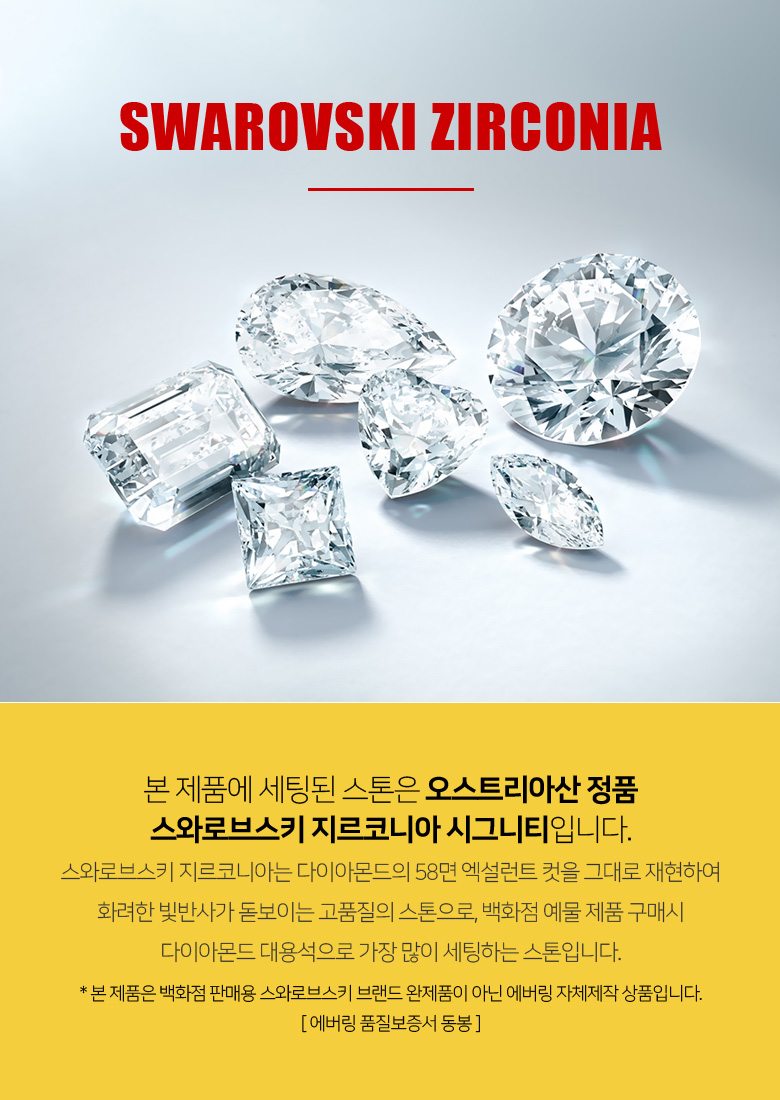 SWAROVSKI ZIRCONIA
본 제품에 세팅된 스톤은 오스트리아산 정품
스와로브스키 지르코니아 시그니티입니다.
스와로브스키 지르코니아는 다이아몬드의 58면 엑설런트 컷을 그대로 재현하여
화려한 빛반사가 돋보이는 고품질의 스톤으로, 백화점 예물 제품 구매시
다이아몬드 대용석으로 가장 많이 세팅하는 스톤입니다.
* 본 제품은 백화점 판매용 스와로브스키 브랜드 완제품이 아닌 에버링 자체제작 상품입니다.
[ 에버링 품질보증서 동봉 ]